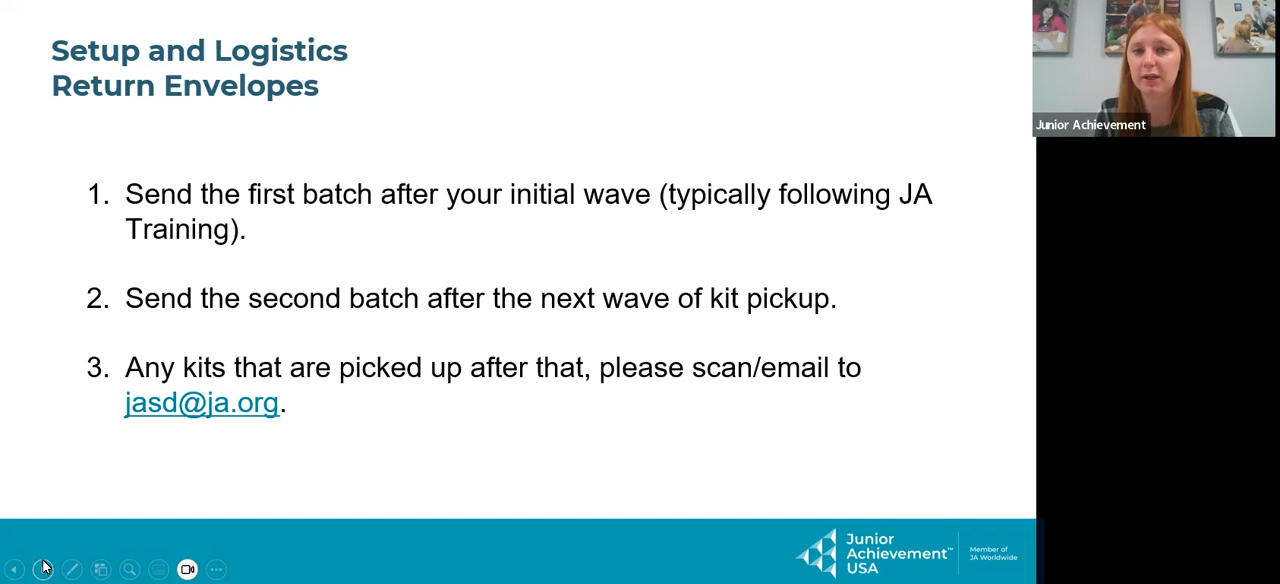 Setup and Logistics
Return Envelopes
1. Send the first batch after your initial wave (typically following JA
Training).
2. Send the second batch after the next wave of kit pickup.
3. Any kits that are picked up after that, please scan/email to
jasd@ja.org.
Junior Achievement
Junior
Achievement™
USA
Member of
JA Worldwide